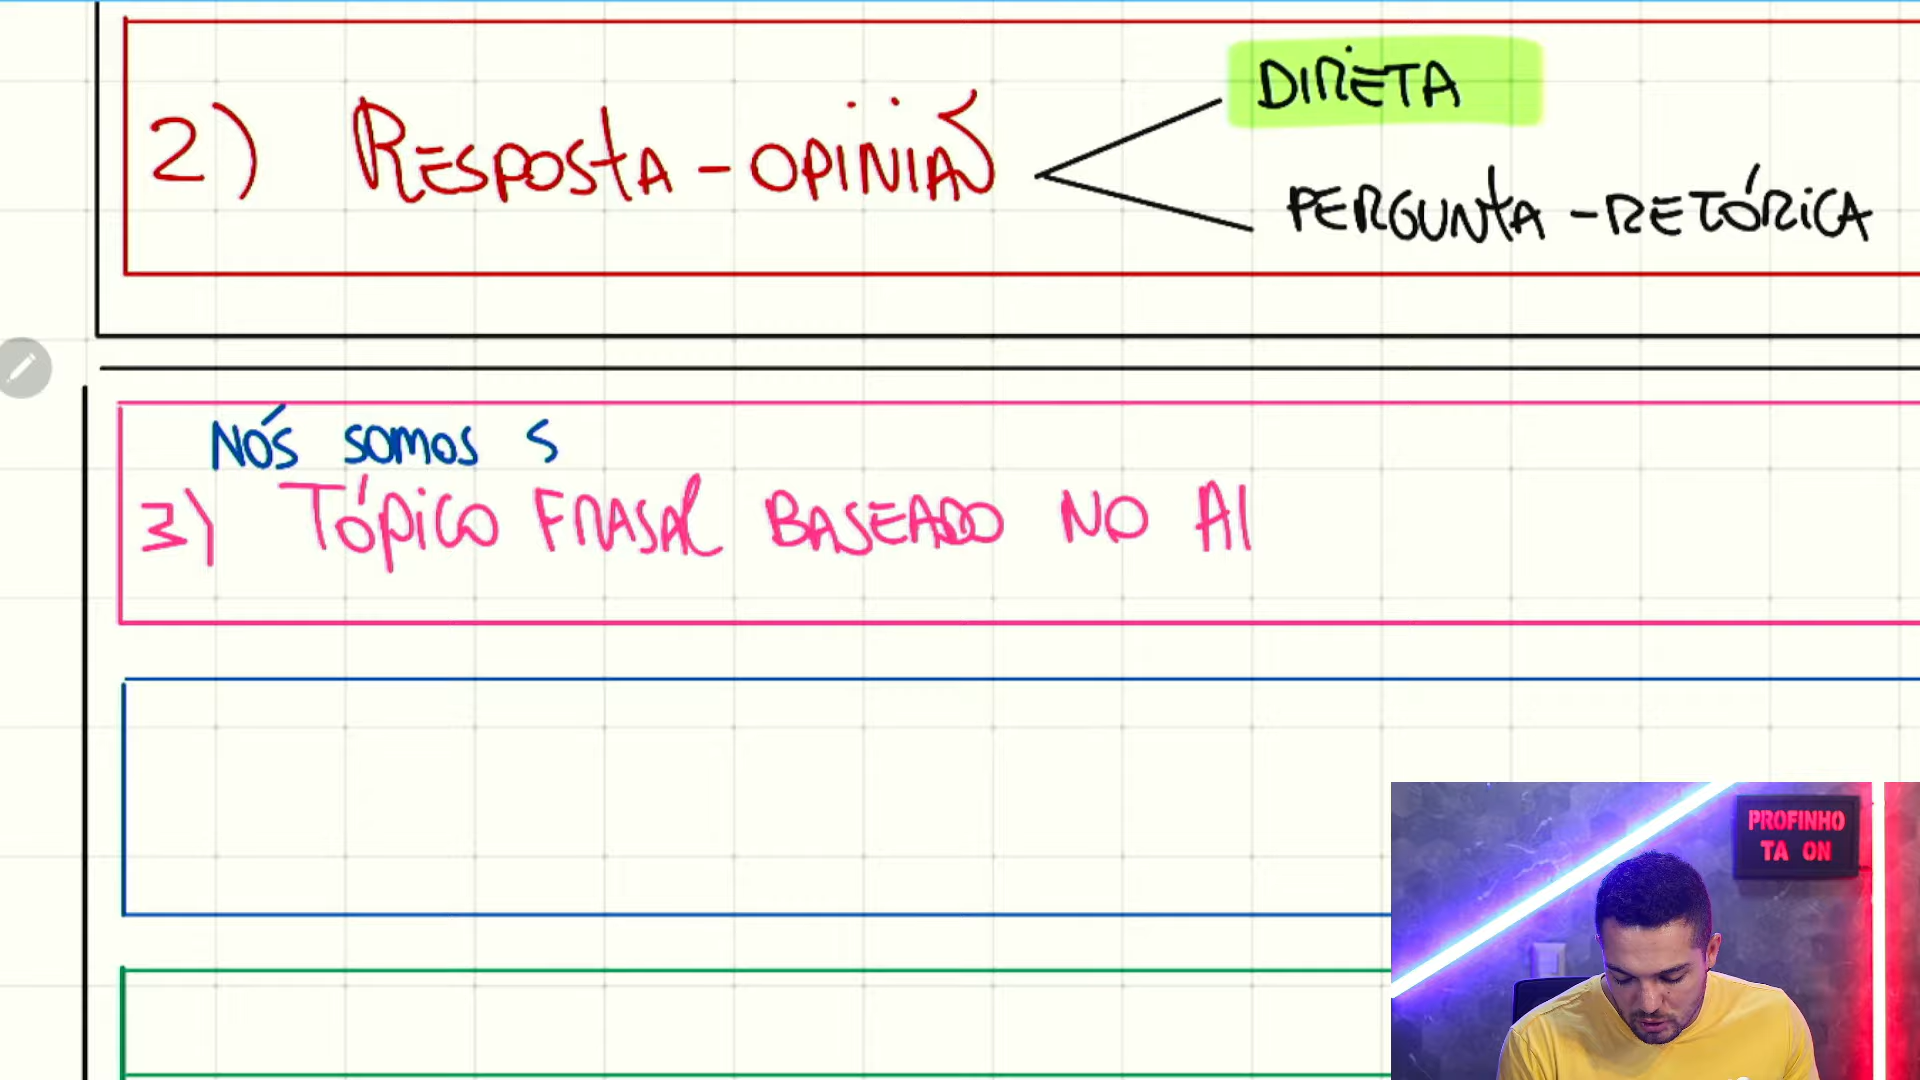 DIRETA
2) RESPOSTA - OPINIÃO
PERGUNTA - RETÓRICA
NÓS SOMOS S
3) TÓPICO FRASAL BASEADO NO A1
PROFINHO
TA ON